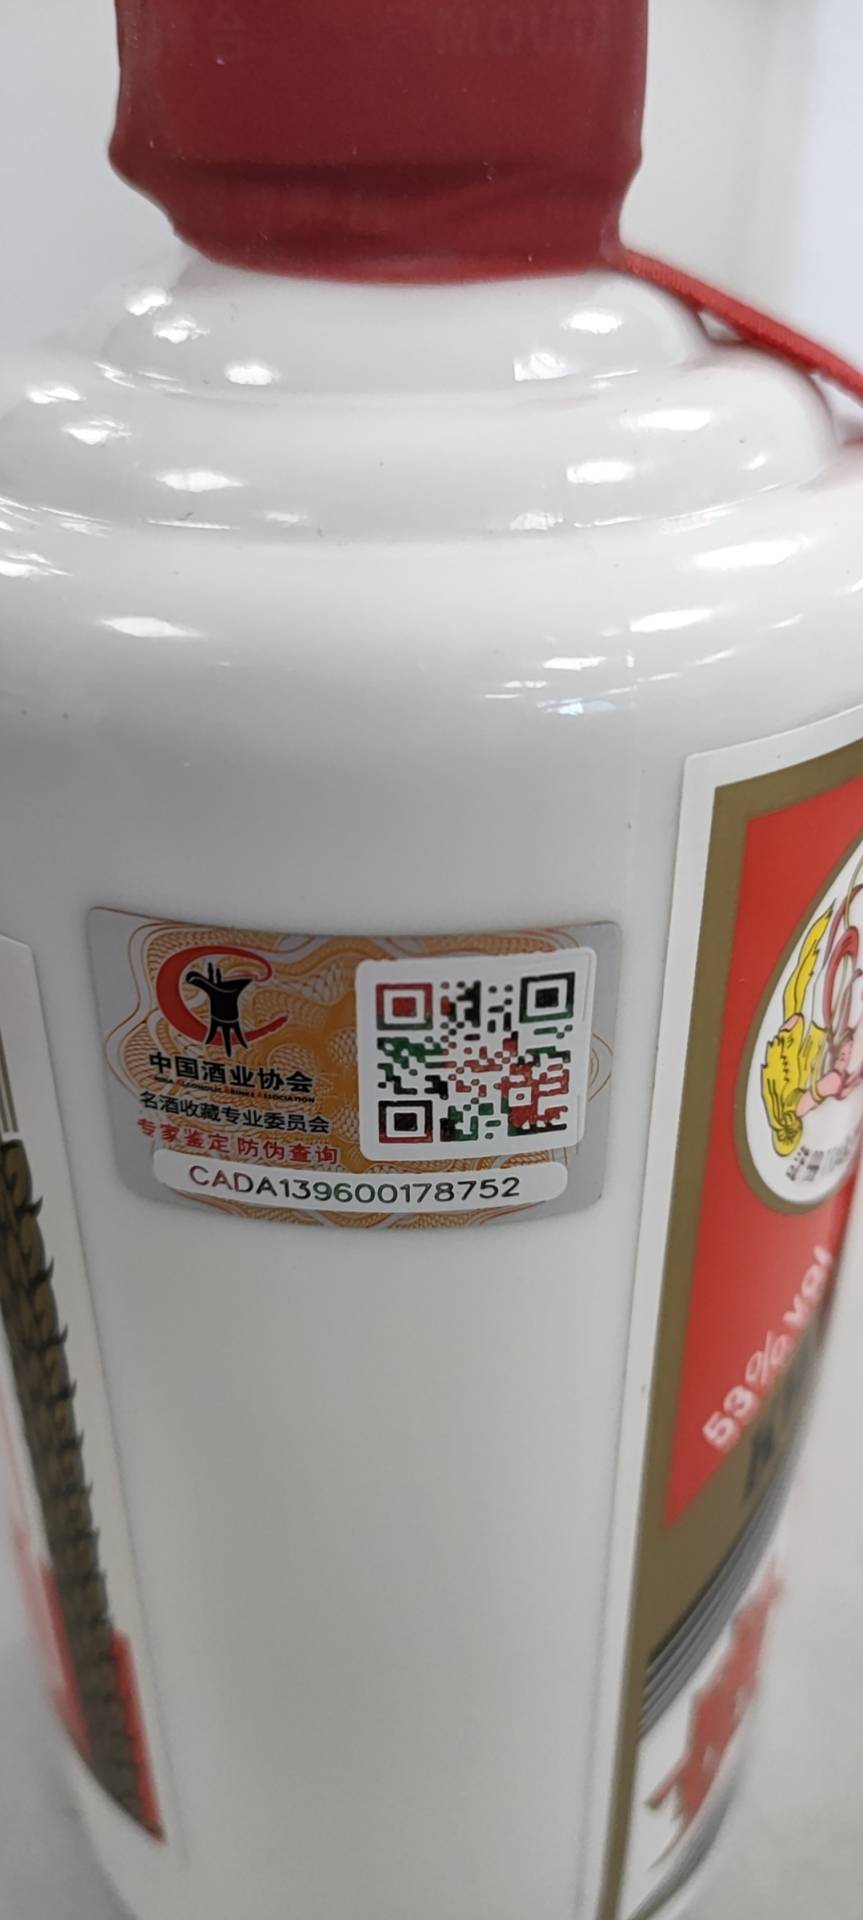 中国酒业协会
名酒收藏专业委员会
专家鉴定 防伪查询
CADA139600178752
53%